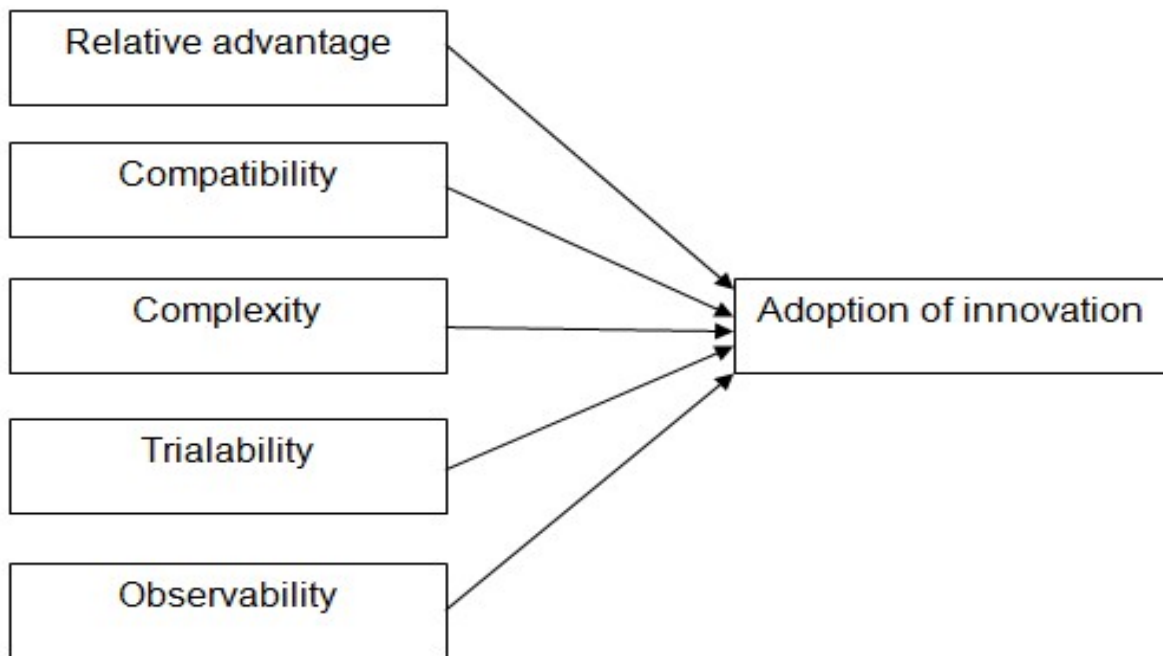 Relative advantage
Compatibility
Complexity
Adoption of innovation
Trialability
Observability